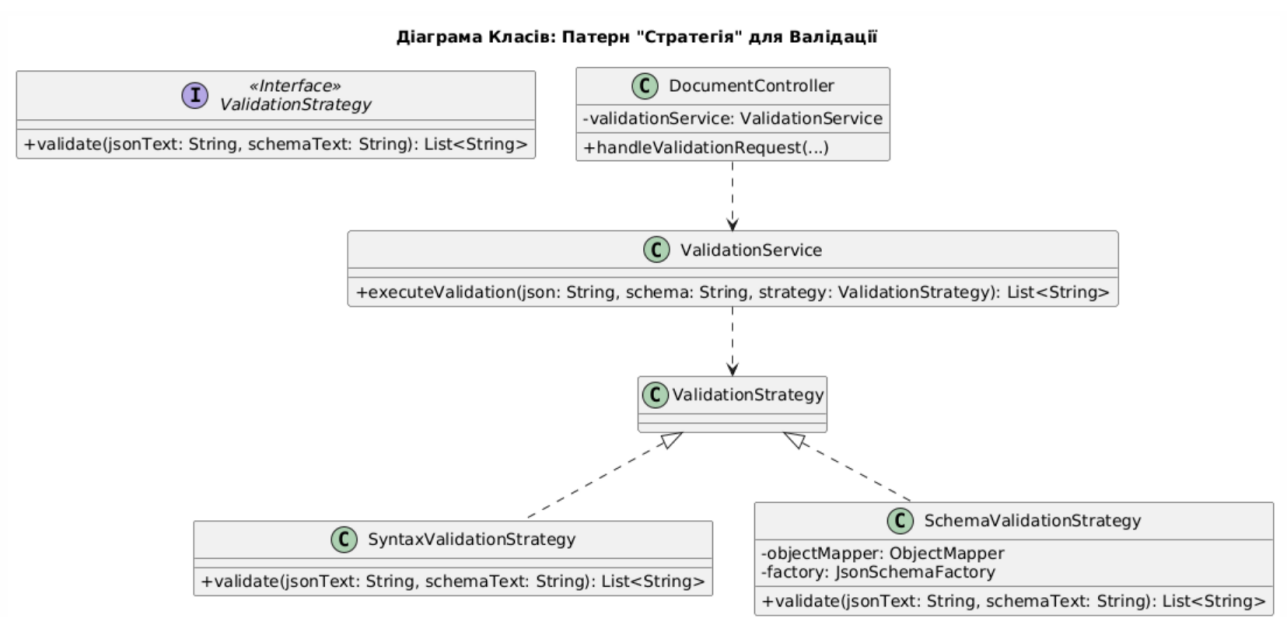 Діаграма Класів: Патерн "Стратегія" для Валідації
I
«Interface»
ValidationStrategy
+validate(jsonText: String, schemaText: String): List<String>
C DocumentController
-validationService: ValidationService
+handleValidationRequest(...)
C ValidationService
+executeValidation(json: String, schema: String, strategy: ValidationStrategy): List<String>
C ValidationStrategy
C SyntaxValidationStrategy
+validate(jsonText: String, schemaText: String): List<String>
C SchemaValidationStrategy
-objectMapper: ObjectMapper
-factory: JsonSchemaFactory
+validate(jsonText: String, schemaText: String): List<String>